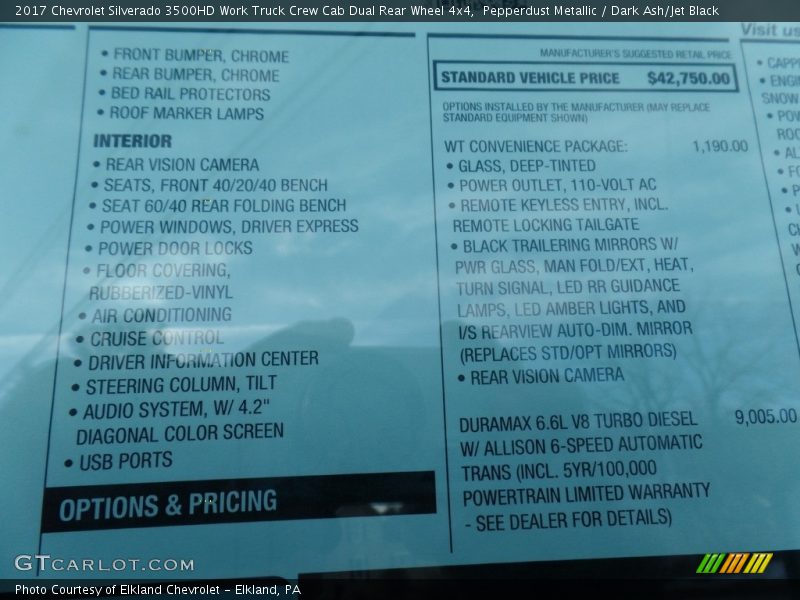 2017 Chevrolet Silverado 3500HD Work Truck Crew Cab Dual Rear Wheel 4x4, Pepperdust Metallic / Dark Ash/Jet Black
• FRONT BUMPER, CHROME
• REAR BUMPER, CHROME
• BED RAIL PROTECTORS
• ROOF MARKER LAMPS
INTERIOR
• REAR VISION CAMERA
• SEATS, FRONT 40/20/40 BENCH
• SEAT 60/40 REAR FOLDING BENCH
• POWER WINDOWS, DRIVER EXPRESS
• POWER DOOR LOCKS
• FLOOR COVERING,
RUBBERIZED-VINYL
• AIR CONDITIONING
• CRUISE CONTROL
• DRIVER INFORMATION CENTER
• STEERING COLUMN, TILT
• AUDIO SYSTEM, W/ 4.2"
DIAGONAL COLOR SCREEN
• USB PORTS
OPTIONS & PRICING
MANUFACTURER'S SUGGESTED RETAIL PRICE
STANDARD VEHICLE PRICE $42,750.00
OPTIONS INSTALLED BY THE MANUFACTURER (MAY REPLACE
STANDARD EQUIPMENT SHOWN)
WT CONVENIENCE PACKAGE: 1,190.00
• GLASS, DEEP-TINTED
• POWER OUTLET, 110-VOLT AC
• REMOTE KEYLESS ENTRY, INCL.
REMOTE LOCKING TAILGATE
• BLACK TRAILERING MIRRORS W/
PWR GLASS, MAN FOLD/EXT, HEAT,
TURN SIGNAL, LED RR GUIDANCE
LAMPS, LED AMBER LIGHTS, AND
I/S REARVIEW AUTO-DIM. MIRROR
(REPLACES STD/OPT MIRRORS)
• REAR VISION CAMERA
DURAMAX 6.6L V8 TURBO DIESEL 9,005.00
W/ ALLISON 6-SPEED AUTOMATIC
TRANS (INCL. 5YR/100,000
POWERTRAIN LIMITED WARRANTY
- SEE DEALER FOR DETAILS)
Visit us
SNOW
GTCARLOT.COM
Photo Courtesy of Elkland Chevrolet - Elkland, PA